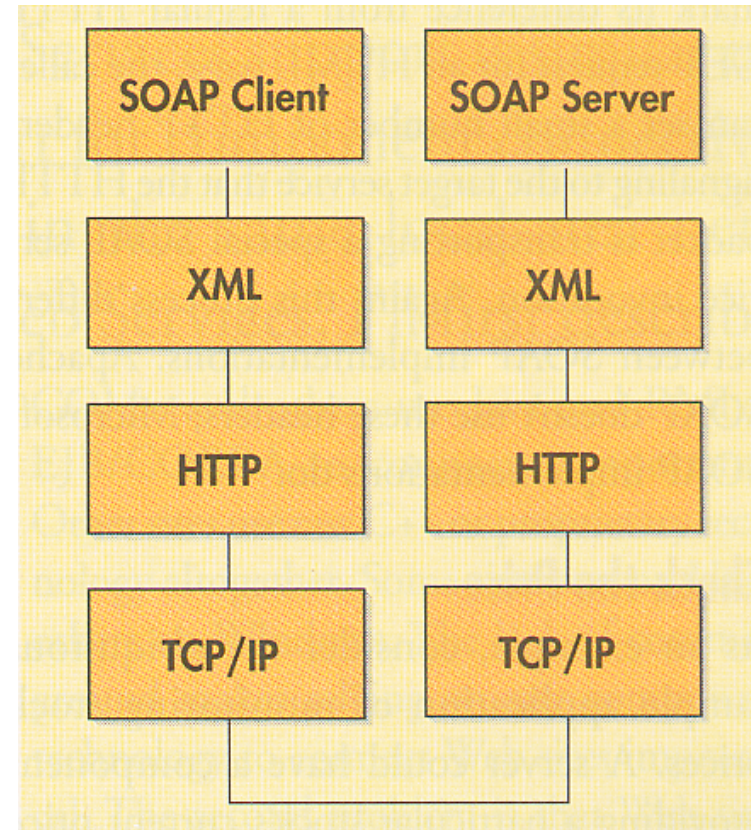 SOAP Client
XML
HTTP
TCP/IP
SOAP Server
XML
HTTP
TCP/IP